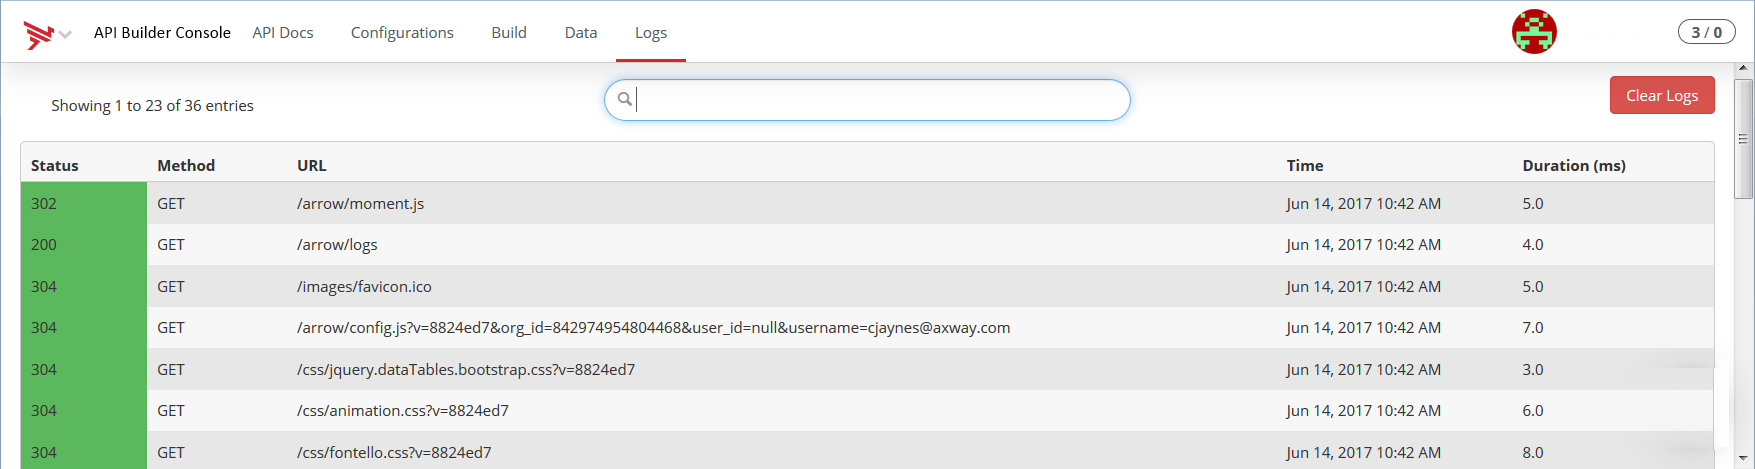 API Builder Console API Docs Configurations Build Data Logs 3 / 0
Showing 1 to 23 of 36 entries Clear Logs
Status Method URL Time Duration (ms)
302 GET /arrow/moment.js Jun 14, 2017 10:42 AM 5.0
200 GET /arrow/logs Jun 14, 2017 10:42 AM 4.0
304 GET /images/favicon.ico Jun 14, 2017 10:42 AM 5.0
304 GET /arrow/config.js?v=8824ed7&org_id=842974954804468&user_id=null&username=cjaynes@axway.com Jun 14, 2017 10:42 AM 7.0
304 GET /css/jquery.dataTables.bootstrap.css?v=8824ed7 Jun 14, 2017 10:42 AM 3.0
304 GET /css/animation.css?v=8824ed7 Jun 14, 2017 10:42 AM 6.0
304 GET /css/fontello.css?v=8824ed7 Jun 14, 2017 10:42 AM 8.0